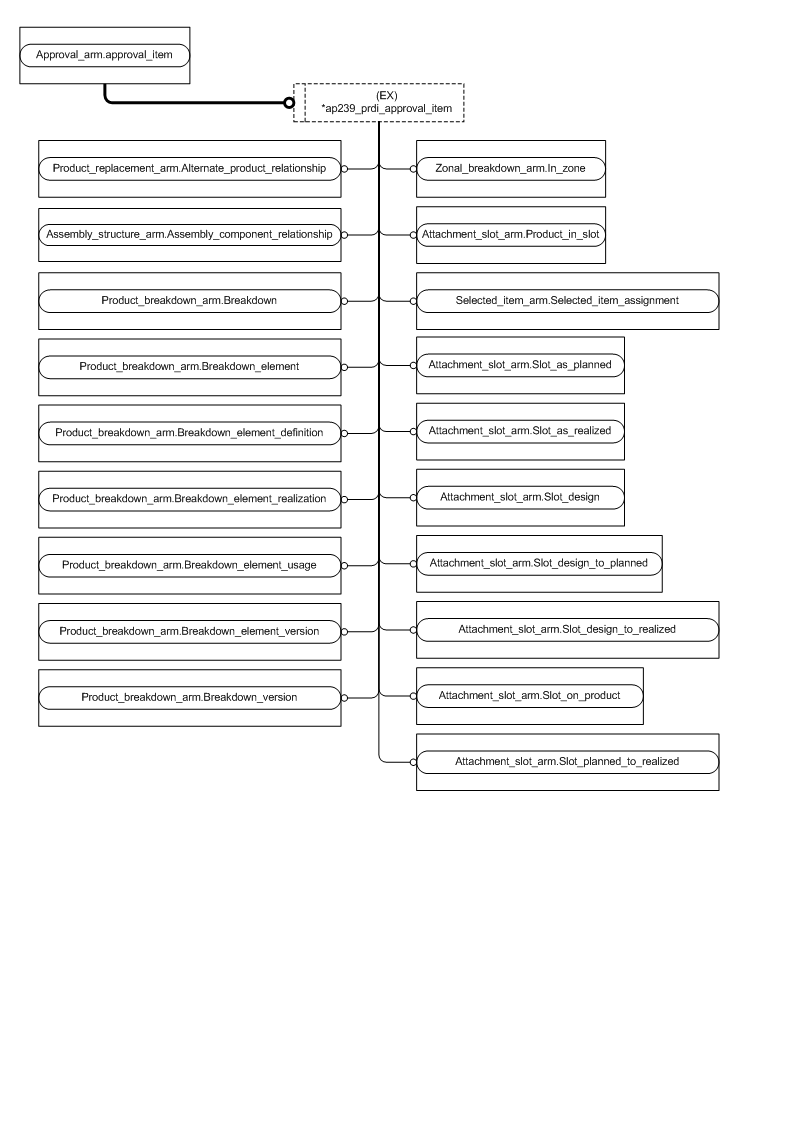 Approval_arm.approval_item
(EX)
*ap239_prdi_approval_item
Product_replacement_arm.Alternate_product_relationship
Zonal_breakdown_arm.In_zone
Assembly_structure_arm.Assembly_component_relationship
Attachment_slot_arm.Product_in_slot
Product_breakdown_arm.Breakdown
Selected_item_arm.Selected_item_assignment
Product_breakdown_arm.Breakdown_element
Attachment_slot_arm.Slot_as_planned
Product_breakdown_arm.Breakdown_element_definition
Attachment_slot_arm.Slot_as_realized
Product_breakdown_arm.Breakdown_element_realization
Attachment_slot_arm.Slot_design
Product_breakdown_arm.Breakdown_element_usage
Attachment_slot_arm.Slot_design_to_planned
Product_breakdown_arm.Breakdown_element_version
Attachment_slot_arm.Slot_design_to_realized
Product_breakdown_arm.Breakdown_version
Attachment_slot_arm.Slot_on_product
Attachment_slot_arm.Slot_planned_to_realized